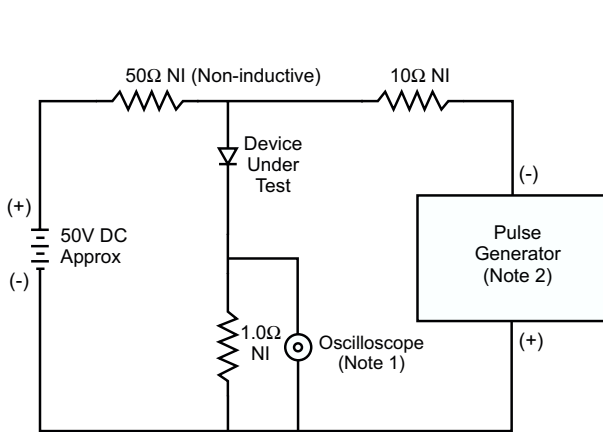 50Ω NI (Non-inductive)
10Ω NI
Device
Under
Test
(-)
(+)
50V DC
Approx
(-)
Pulse
Generator
(Note 2)
1.0Ω
NI
Oscilloscope
(Note 1)
(+)